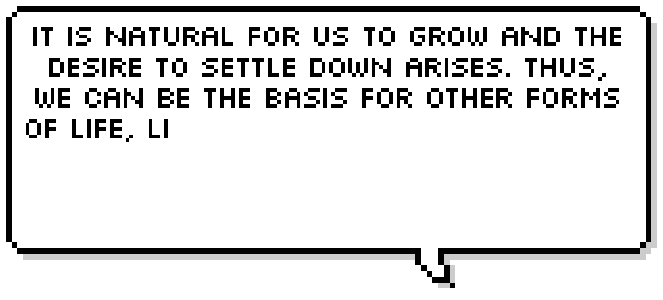 IT IS NATURAL FOR US TO GROW AND THE
DESIRE TO SETTLE DOWN ARISES. THUS,
WE CAN BE THE BASIS FOR OTHER FORMS
OF LIFE, LI